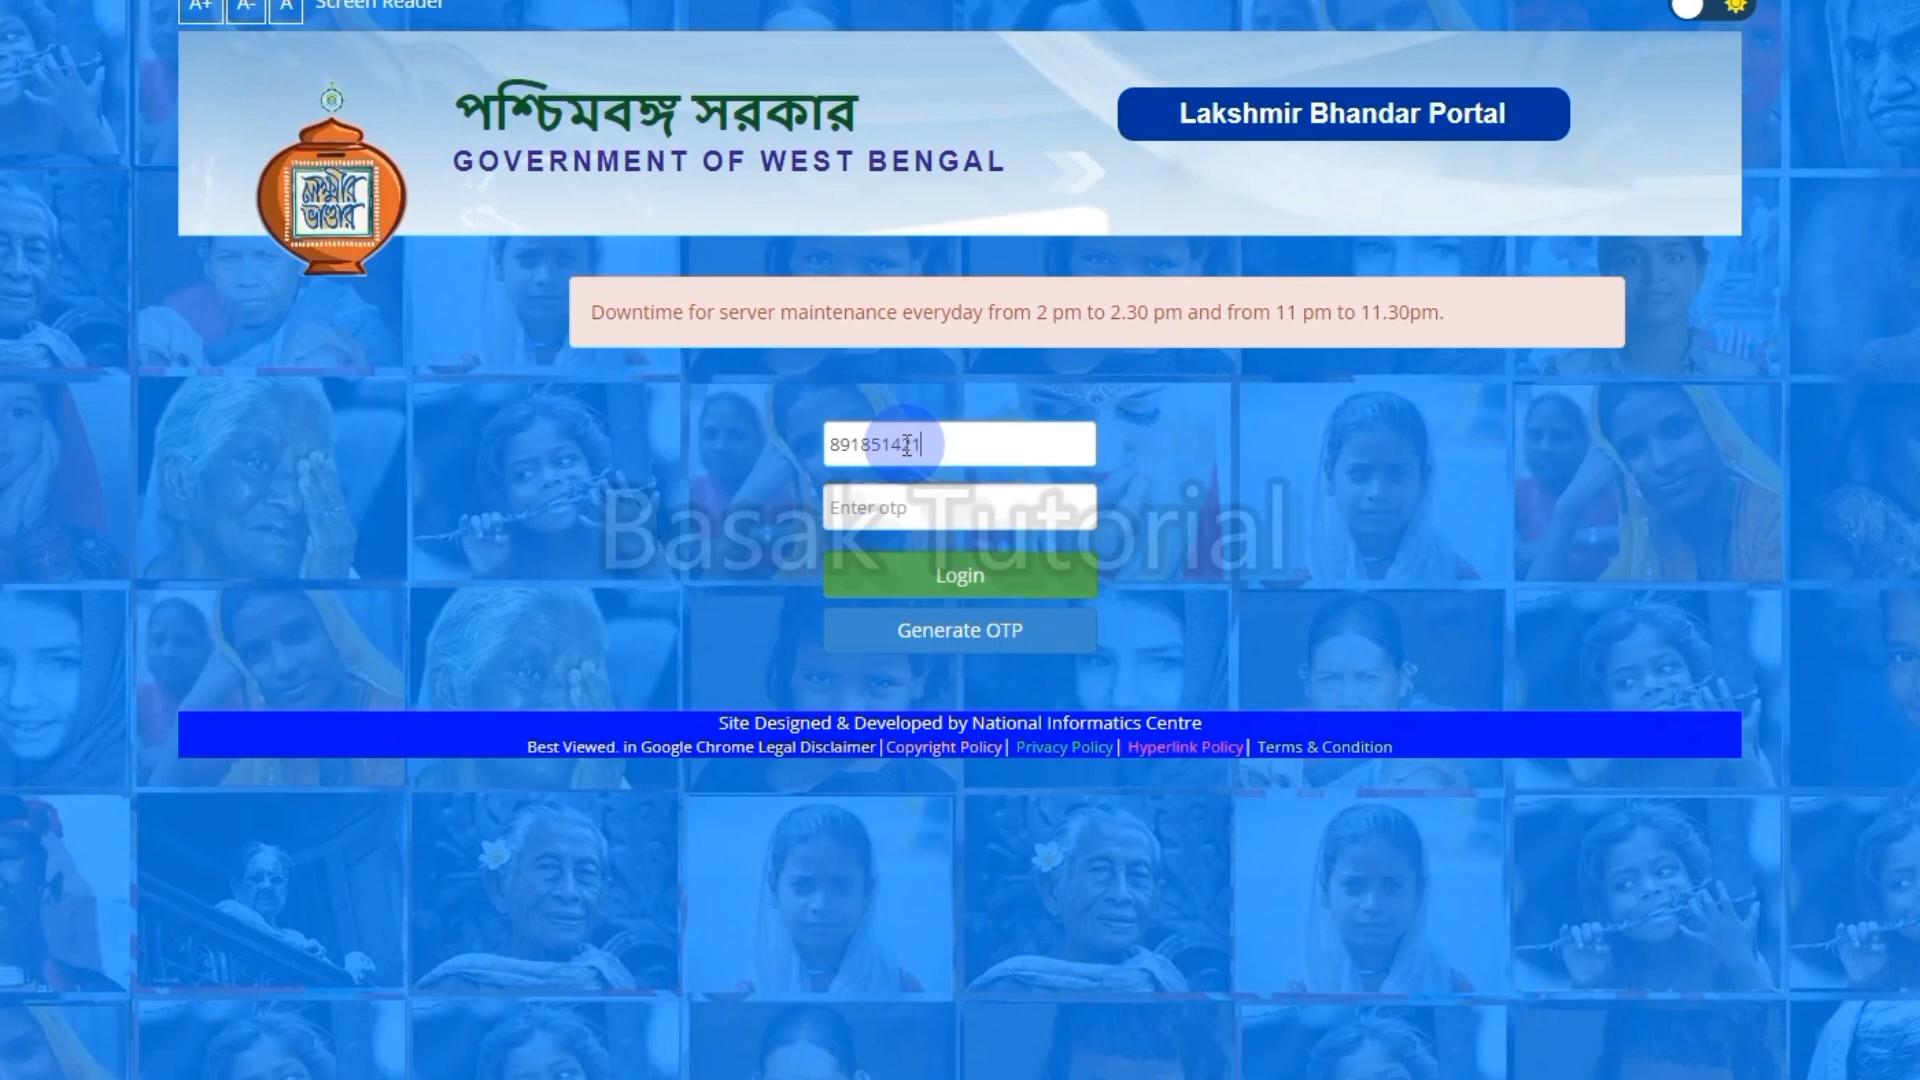 A+ A- A Screen Reader
পশ্চিমবঙ্গ সরকার
GOVERNMENT OF WEST BENGAL
Lakshmir Bhandar Portal
লক্ষ্মীর
ভাণ্ডার
Downtime for server maintenance everyday from 2 pm to 2.30 pm and from 11 pm to 11.30pm.
Enter otp
Basak Tutorial
Login
Generate OTP
Site Designed & Developed by National Informatics Centre
Best Viewed. in Google Chrome Legal Disclaimer | Copyright Policy | Privacy Policy | Hyperlink Policy | Terms & Condition